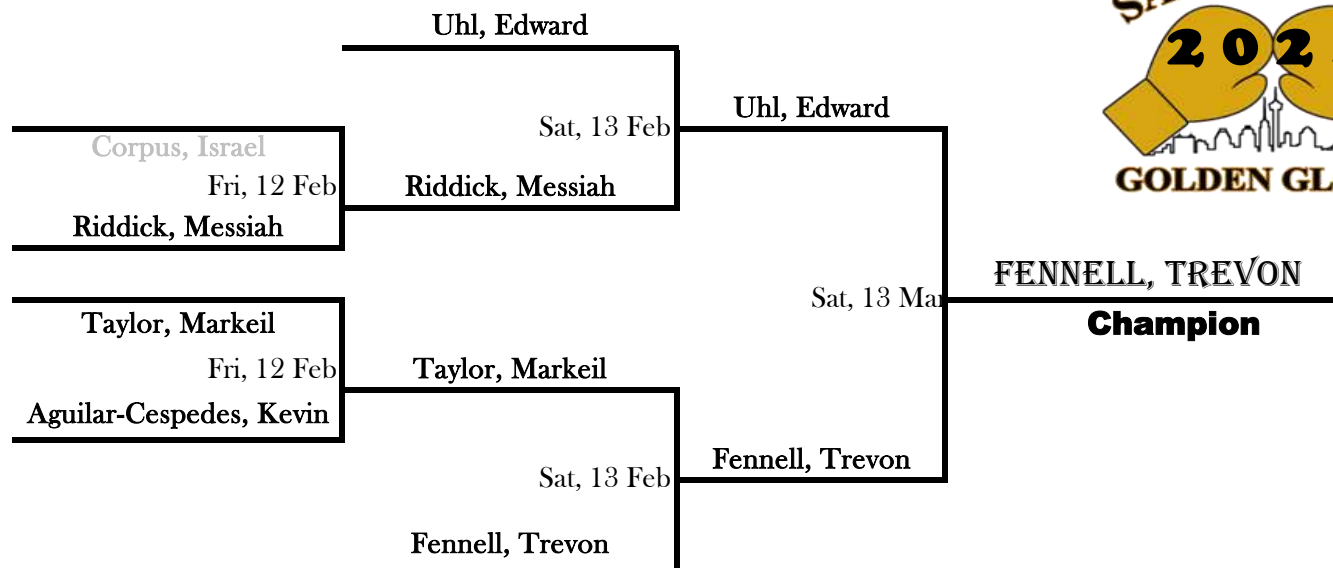 Uhl, Edward
Uhl, Edward
Sat, 13 Feb
Corpus, Israel
Fri, 12 Feb
Riddick, Messiah
Riddick, Messiah
GOLDEN
FENNELL, TREVON
Sat, 13 Mar
Champion
Taylor, Markeil
Fri, 12 Feb
Taylor, Markeil
Aguilar-Cespedes, Kevin
Fennell, Trevon
Sat, 13 Feb
Fennell, Trevon